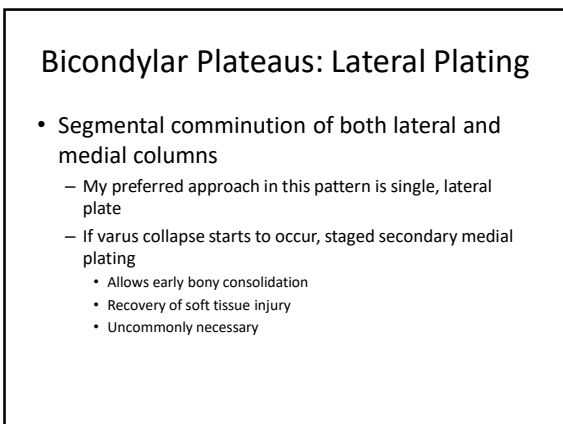 Bicondylar Plateaus: Lateral Plating
• Segmental comminution of both lateral and
medial columns
– My preferred approach in this pattern is single, lateral
plate
– If varus collapse starts to occur, staged secondary medial
plating
• Allows early bony consolidation
• Recovery of soft tissue injury
• Uncommonly necessary